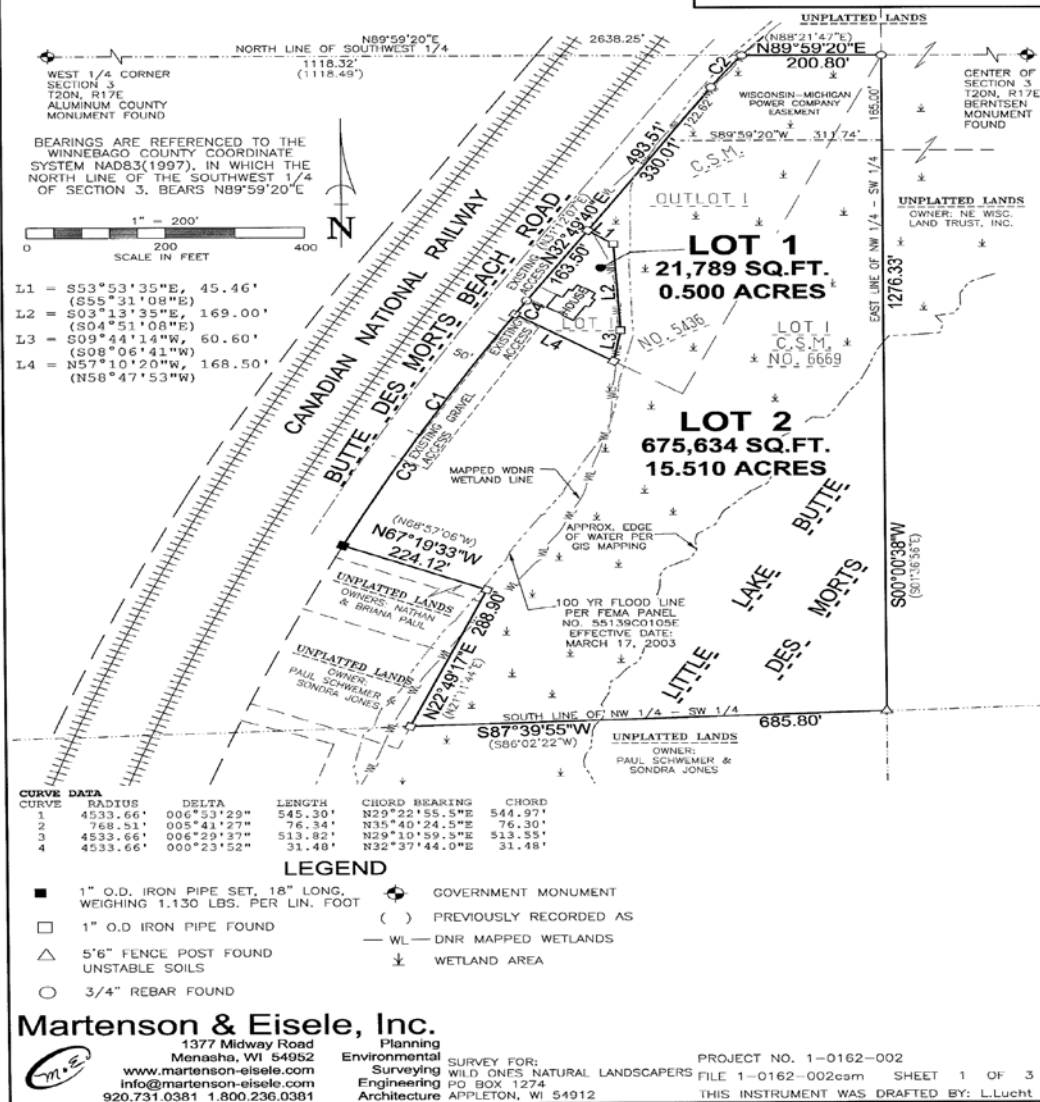 UNPLATTED LANDS
N89°59'20"E
NORTH LINE OF SOUTHWEST 1/4
2638.25'
1118.32'
(1118.49')
(N88°21'47"E)
N89°59'20"E
200.80'
WEST 1/4 CORNER
SECTION 3
T20N, R17E
ALUMINUM COUNTY
MONUMENT FOUND
CENTER OF
SECTION 3
T20N, R17E
BERNTSEN
MONUMENT
FOUND
C2
122.62'
WISCONSIN-MICHIGAN
POWER COMPANY
EASEMENT
165.00'
S89°59'20"W 311.74'
BEARINGS ARE REFERENCED TO THE
WINNEBAGO COUNTY COORDINATE
SYSTEM NAD83(1997), IN WHICH THE
NORTH LINE OF THE SOUTHWEST 1/4
OF SECTION 3, BEARS N89°59'20"E
N
1" = 200'
0 200 400
SCALE IN FEET
493.51'
330.01'
C.S.M.
OUTLOT 1
UNPLATTED LANDS
OWNER: NE WISC.
LAND TRUST, INC.
EAST LINE OF NW 1/4 - SW 1/4
1276.33'
CANADIAN NATIONAL RAILWAY
BUTTE DES MORTS BEACH ROAD
(N31°12'07"E)
N32°49'40"E
163.50'
EXISTING
ACCESS
L1
L2
L3
L4
C4
HOUSE
LOT 1
LOT 1
21,789 SQ.FT.
0.500 ACRES
L1 = S53°53'35"E, 45.46'
(S55°31'08"E)
L2 = S03°13'35"E, 169.00'
(S04°51'08"E)
L3 = S09°44'14"W, 60.60'
(S08°06'41"W)
L4 = N57°10'20"W, 168.50'
(N58°47'53"W)
EXISTING
ACCESS
50'
NO. 5436
LOT 1
C.S.M.
NO. 6669
C1
C3
EXISTING GRAVEL
ACCESS
LOT 2
675,634 SQ.FT.
15.510 ACRES
WL
MAPPED WDNR
WETLAND LINE
APPROX. EDGE
OF WATER PER
GIS MAPPING
(N68°57'06"W)
N67°19'33"W
224.12'
UNPLATTED LANDS
OWNERS: NATHAN
& BRIANA PAUL
100 YR FLOOD LINE
PER FEMA PANEL
NO. 55139C0105E
EFFECTIVE DATE:
MARCH 17, 2003
LITTLE LAKE BUTTE DES MORTS
S00°00'38"W
(S01°36'56"E)
UNPLATTED LANDS
OWNER:
PAUL SCHWEMER &
SONDRA JONES
N22°49'17"E 288.90'
(N21°11'44"E)
SOUTH LINE OF NW 1/4 - SW 1/4
S87°39'55"W
685.80'
(S86°02'22"W)
UNPLATTED LANDS
OWNER:
PAUL SCHWEMER &
SONDRA JONES
CURVE DATA
CURVE RADIUS DELTA LENGTH CHORD BEARING CHORD
1 4533.66' 006°53'29" 545.30' N29°22'55.5"E 544.97'
2 768.51' 005°41'27" 76.34' N35°40'24.5"E 76.30'
3 4533.66' 006°29'37" 513.82' N29°10'59.5"E 513.55'
4 4533.66' 000°23'52" 31.48' N32°37'44.0"E 31.48'
LEGEND
1" O.D. IRON PIPE SET, 18" LONG,
WEIGHING 1.130 LBS. PER LIN. FOOT
1" O.D IRON PIPE FOUND
5'6" FENCE POST FOUND
UNSTABLE SOILS
3/4" REBAR FOUND
GOVERNMENT MONUMENT
( ) PREVIOUSLY RECORDED AS
WL DNR MAPPED WETLANDS
WETLAND AREA
Martenson & Eisele, Inc.
M.E
1377 Midway Road
Menasha, WI 54952
www.martenson-eisele.com
info@martenson-eisele.com
920.731.0381 1.800.236.0381
Planning
Environmental
Surveying
Engineering
Architecture
SURVEY FOR:
WILD ONES NATURAL LANDSCAPERS
PO BOX 1274
APPLETON, WI 54912
PROJECT NO. 1-0162-002
FILE 1-0162-002csm SHEET 1 OF 3
THIS INSTRUMENT WAS DRAFTED BY: L.Lucht